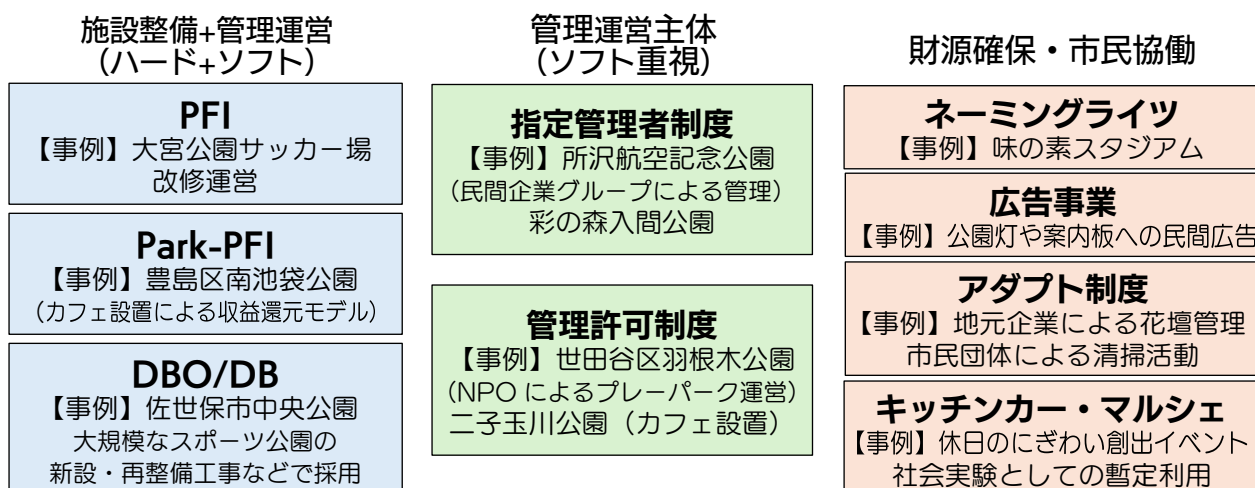 施設整備+管理運営
（ハード+ソフト）
PFI
【事例】大宮公園サッカー場
改修運営
Park-PFI
【事例】豊島区南池袋公園
（カフェ設置による収益還元モデル）
DBO/DB
【事例】佐世保市中央公園
大規模なスポーツ公園の
新設・再整備工事などで採用
管理運営主体
（ソフト重視）
指定管理者制度
【事例】所沢航空記念公園
（民間企業グループによる管理）
彩の森入間公園
管理許可制度
【事例】世田谷区羽根木公園
（NPO によるプレーパーク運営）
二子玉川公園（カフェ設置）
財源確保・市民協働
ネーミングライツ
【事例】味の素スタジアム
広告事業
【事例】公園灯や案内板への民間広告
アダプト制度
【事例】地元企業による花壇管理
市民団体による清掃活動
キッチンカー・マルシェ
【事例】休日のにぎわい創出イベント
社会実験としての暫定利用